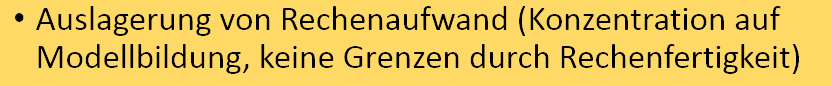 • Auslagerung von Rechenaufwand (Konzentration auf
Modellbildung, keine Grenzen durch Rechenfertigkeit)